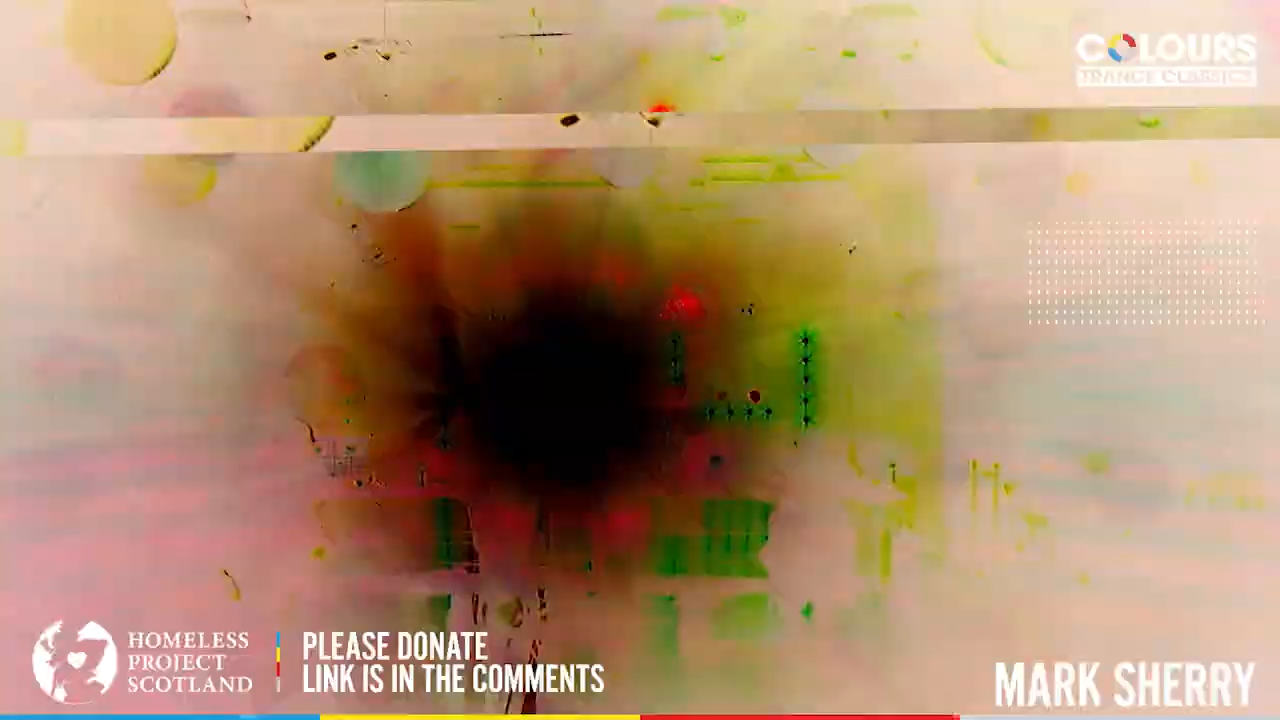 COLOURS
TRANCE CLASSICS
HOMELESS
PROJECT
SCOTLAND
PLEASE DONATE
LINK IS IN THE COMMENTS
MARK SHERRY